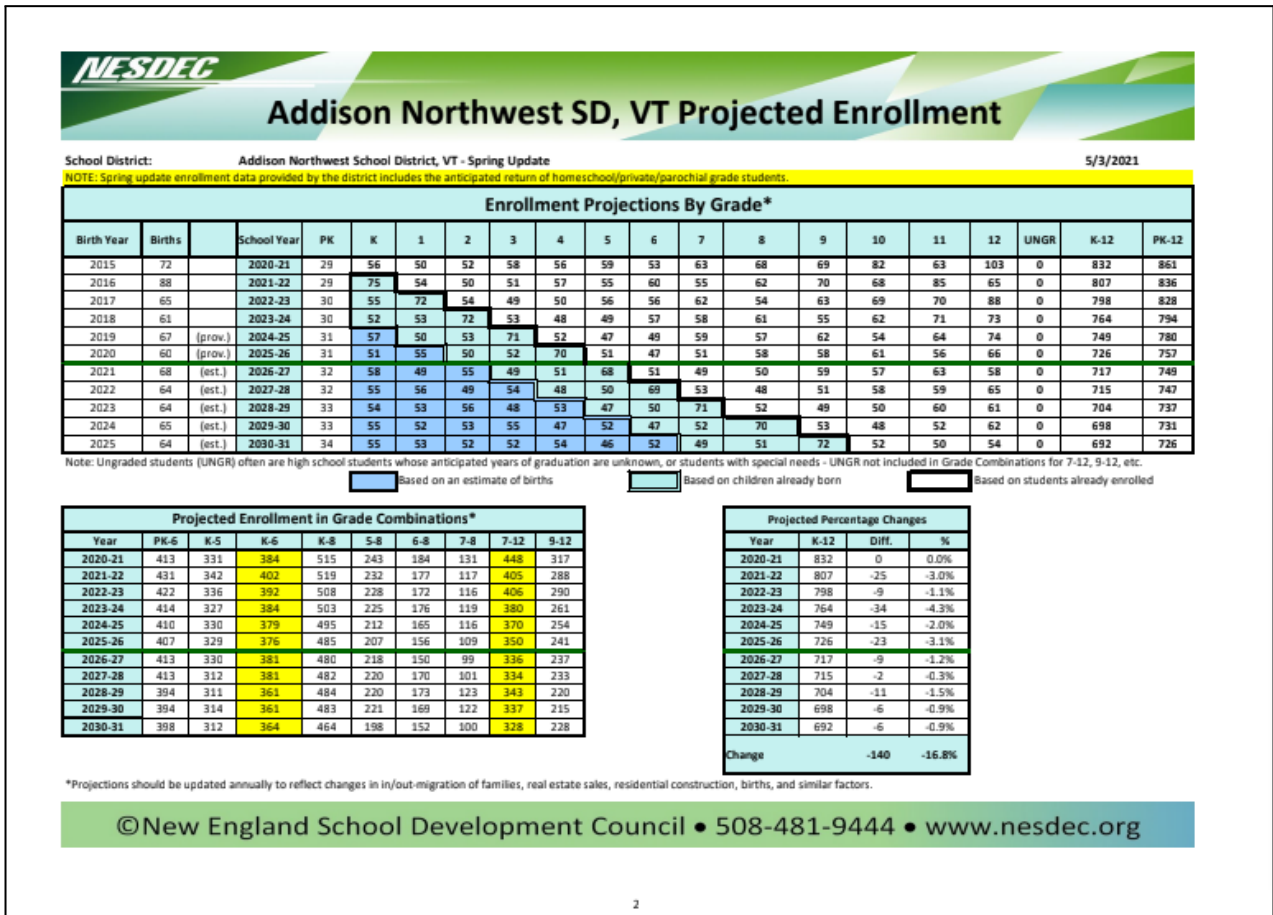 NESDEC
Addison Northwest SD, VT Projected Enrollment
School District: Addison Northwest School District, VT - Spring Update 5/3/2021
NOTE: Spring update enrollment data provided by the district includes the anticipated return of homeschool/private/parochial grade students.
Enrollment Projections By Grade*
Birth Year Births School Year PK K 1 2 3 4 5 6 7 8 9 10 11 12 UNGR K-12 PK-12
2015 72 2020-21 29 56 50 52 58 56 59 53 63 68 69 82 63 103 0 832 861
2016 88 2021-22 29 75 54 50 51 57 55 60 55 62 70 68 85 65 0 807 836
2017 65 2022-23 30 55 72 54 49 50 56 56 62 54 63 69 70 88 0 798 828
2018 61 2023-24 30 52 53 72 53 48 49 57 58 61 55 62 71 73 0 764 794
2019 67 (prov.) 2024-25 31 57 50 53 71 52 47 49 59 57 62 54 64 74 0 749 780
2020 60 (prov.) 2025-26 31 51 55 50 52 70 51 47 51 58 58 61 56 66 0 726 757
2021 68 (est.) 2026-27 32 58 49 55 49 51 68 51 49 50 59 57 63 58 0 717 749
2022 64 (est.) 2027-28 32 55 56 49 54 48 50 69 53 48 51 58 59 65 0 715 747
2023 64 (est.) 2028-29 33 54 53 56 48 53 47 50 71 52 49 50 60 61 0 704 737
2024 65 (est.) 2029-30 33 55 52 53 55 47 52 47 52 70 53 48 52 62 0 698 731
2025 64 (est.) 2030-31 34 55 53 52 52 54 46 52 49 51 72 52 50 54 0 692 726
Note: Ungraded students (UNGR) often are high school students whose anticipated years of graduation are unknown, or students with special needs - UNGR not included in Grade Combinations for 7-12, 9-12, etc.
Based on an estimate of births Based on children already born Based on students already enrolled
Projected Enrollment in Grade Combinations*
Year PK-6 K-5 K-6 K-8 5-8 6-8 7-8 7-12 9-12
2020-21 413 331 384 515 243 184 131 448 317
2021-22 431 342 402 519 232 177 117 405 288
2022-23 422 336 392 508 228 172 116 406 290
2023-24 414 327 384 503 225 176 119 380 261
2024-25 410 330 379 495 212 165 116 370 254
2025-26 407 329 376 485 207 156 109 350 241
2026-27 413 330 381 480 218 150 99 336 237
2027-28 413 312 381 482 220 170 101 334 233
2028-29 394 311 361 484 220 173 123 343 220
2029-30 394 314 361 483 221 169 122 337 215
2030-31 398 312 364 464 198 152 100 328 228
Projected Percentage Changes
Year K-12 Diff. %
2020-21 832 0 0.0%
2021-22 807 -25 -3.0%
2022-23 798 -9 -1.1%
2023-24 764 -34 -4.3%
2024-25 749 -15 -2.0%
2025-26 726 -23 -3.1%
2026-27 717 -9 -1.2%
2027-28 715 -2 -0.3%
2028-29 704 -11 -1.5%
2029-30 698 -6 -0.9%
2030-31 692 -6 -0.9%
Change -140 -16.8%
*Projections should be updated annually to reflect changes in in/out-migration of families, real estate sales, residential construction, births, and similar factors.
©New England School Development Council • 508-481-9444 • www.nesdec.org
2